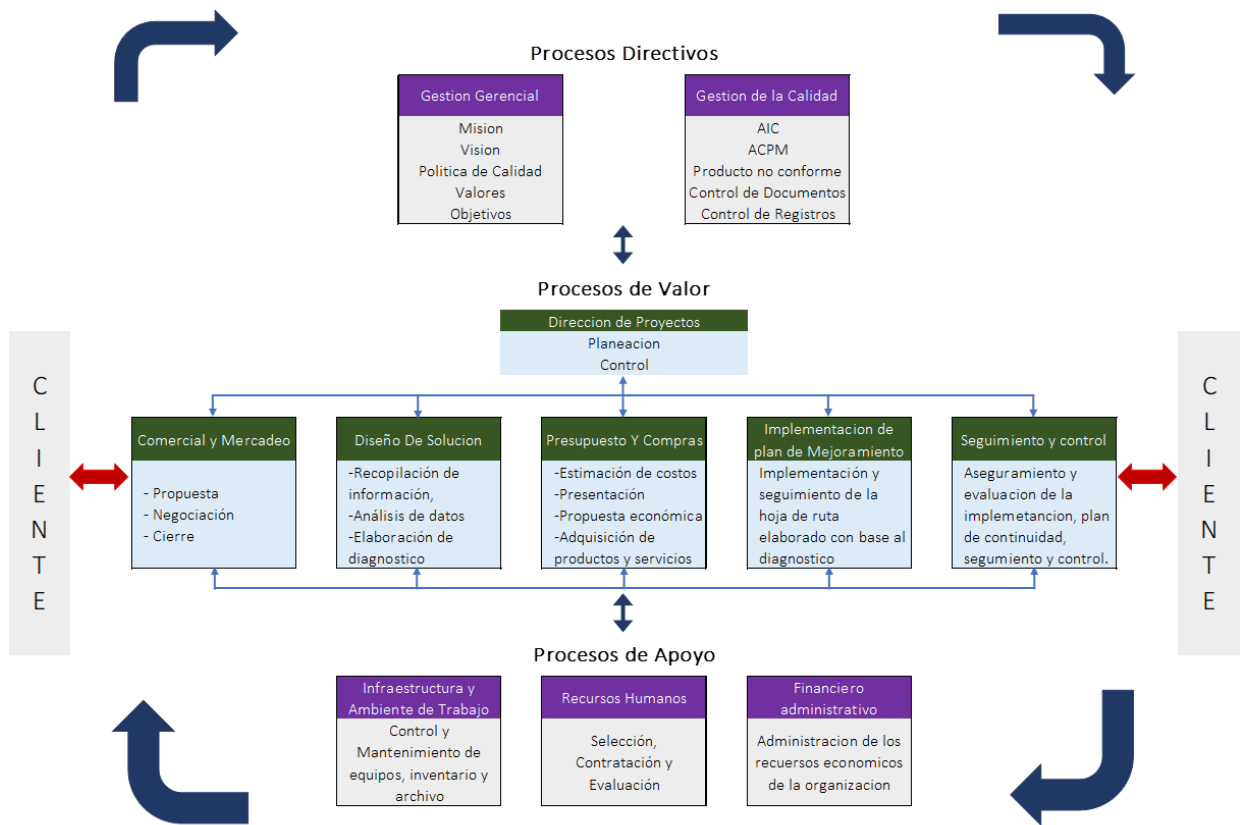 Procesos Directivos
Gestion Gerencial
Mision
Vision
Politica de Calidad
Valores
Objetivos
Gestion de la Calidad
AIC
ACPM
Producto no conforme
Control de Documentos
Control de Registros
Procesos de Valor
Direccion de Proyectos
Planeacion
Control
CLIENTE
Comercial y Mercadeo
- Propuesta
- Negociación
- Cierre
Diseño De Solucion
-Recopilación de
información,
-Análisis de datos
-Elaboración de
diagnostico
Presupuesto Y Compras
-Estimación de costos
-Presentación
-Propuesta económica
-Adquisición de
productos y servicios
Implementacion de
plan de Mejoramiento
Implementación y
seguimiento de la
hoja de ruta
elaborado con base al
diagnostico
Seguimiento y control
Aseguramiento y
evaluacion de la
implemetancion, plan
de continuidad,
segumiento y control.
CLIENTE
Procesos de Apoyo
Infraestructura y
Ambiente de Trabajo
Control y
Mantenimiento de
equipos, inventario y
archivo
Recursos Humanos
Selección,
Contratación y
Evaluación
Financiero
administrativo
Administracion de los
recuersos economicos
de la organizacion